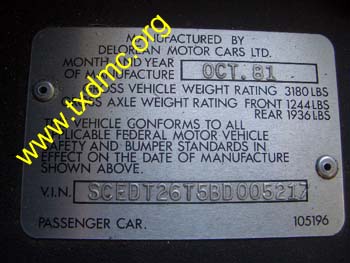 MANUFACTURED BY
DELOREAN MOTOR CARS LTD.
MONTH AND YEAR
OF MANUFACTURE OCT. 81
GROSS VEHICLE WEIGHT RATING 3180 LBS
GROSS AXLE WEIGHT RATING FRONT 1244 LBS
REAR 1936 LBS
THIS VEHICLE CONFORMS TO ALL
APPLICABLE FEDERAL MOTOR VEHICLE
SAFETY AND BUMPER STANDARDS IN
EFFECT ON THE DATE OF MANUFACTURE
SHOWN ABOVE.
V.I.N. SCEDT26T5BD005217
PASSENGER CAR. 105196
www.txdmc.org